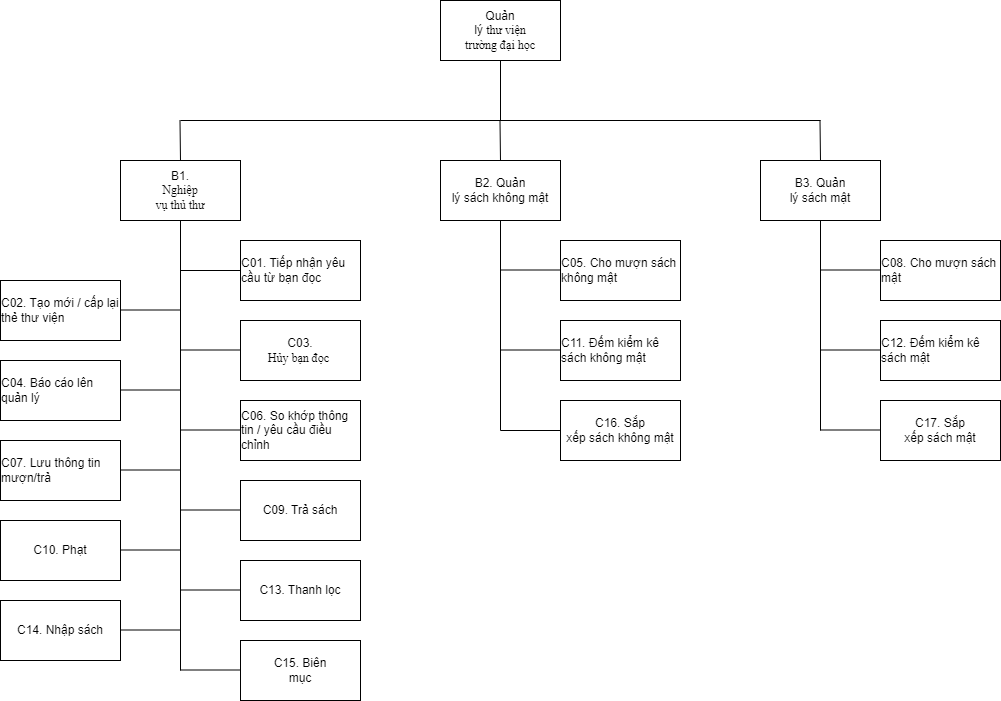 Quản
lý thư viện
trường đại học
B1.
Nghiệp
vụ thủ thư
B2. Quản
lý sách không mật
B3. Quản
lý sách mật
C01. Tiếp nhận yêu
cầu từ bạn đọc
C02. Tạo mới / cấp lại
thẻ thư viện
C03.
Hủy bạn đọc
C04. Báo cáo lên
quản lý
C06. So khớp thông
tin / yêu cầu điều
chỉnh
C07. Lưu thông tin
mượn/trả
C09. Trả sách
C10. Phạt
C13. Thanh lọc
C14. Nhập sách
C15. Biên
mục
C05. Cho mượn sách
không mật
C11. Đếm kiểm kê
sách không mật
C16. Sắp
xếp sách không mật
C08. Cho mượn sách
mật
C12. Đếm kiểm kê
sách mật
C17. Sắp
xếp sách mật